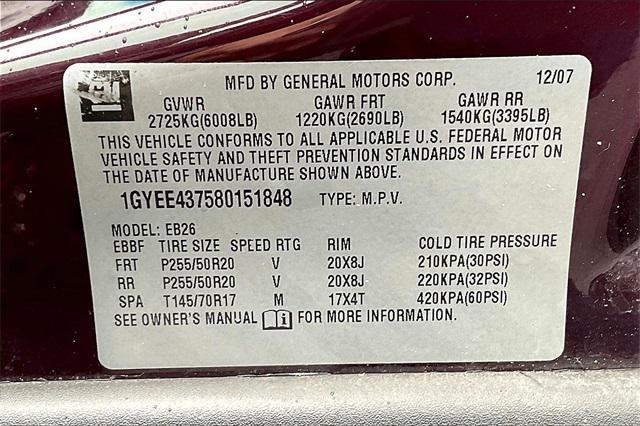 MFD BY GENERAL MOTORS CORP. 12/07
GVWR GAWR FRT GAWR RR
2725KG(6008LB) 1220KG(2690LB) 1540KG(3395LB)
THIS VEHICLE CONFORMS TO ALL APPLICABLE U.S. FEDERAL MOTOR
VEHICLE SAFETY AND THEFT PREVENTION STANDARDS IN EFFECT ON
THE DATE OF MANUFACTURE SHOWN ABOVE.
1GYEE437580151848 TYPE: M.P.V.
MODEL: EB26
EBBF TIRE SIZE SPEED RTG RIM COLD TIRE PRESSURE
FRT P255/50R20 V 20X8J 210KPA(30PSI)
RR P255/50R20 V 20X8J 220KPA(32PSI)
SPA T145/70R17 M 17X4T 420KPA(60PSI)
SEE OWNER'S MANUAL i FOR MORE INFORMATION.